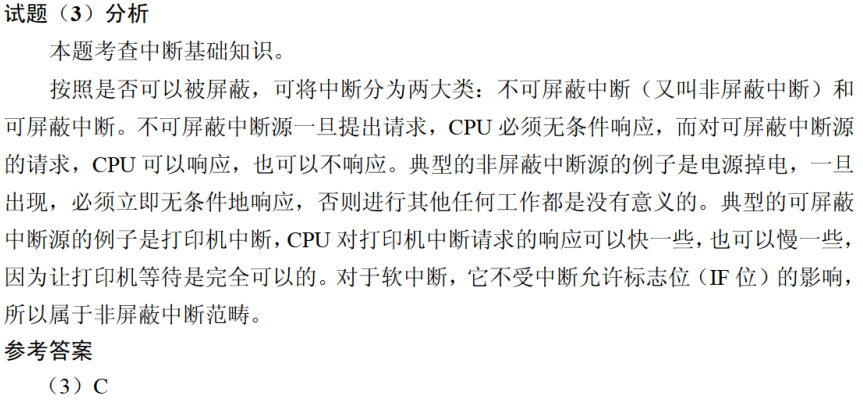 试题（3）分析
本题考查中断基础知识。
按照是否可以被屏蔽，可将中断分为两大类：不可屏蔽中断（又叫非屏蔽中断）和
可屏蔽中断。不可屏蔽中断源一旦提出请求，CPU 必须无条件响应，而对可屏蔽中断源
的请求，CPU 可以响应，也可以不响应。典型的非屏蔽中断源的例子是电源掉电，一旦
出现，必须立即无条件地响应，否则进行其他任何工作都是没有意义的。典型的可屏蔽
中断源的例子是打印机中断，CPU 对打印机中断请求的响应可以快一些，也可以慢一些，
因为让打印机等待是完全可以的。对于软中断，它不受中断允许标志位（IF 位）的影响，
所以属于非屏蔽中断范畴。
参考答案
（3）C